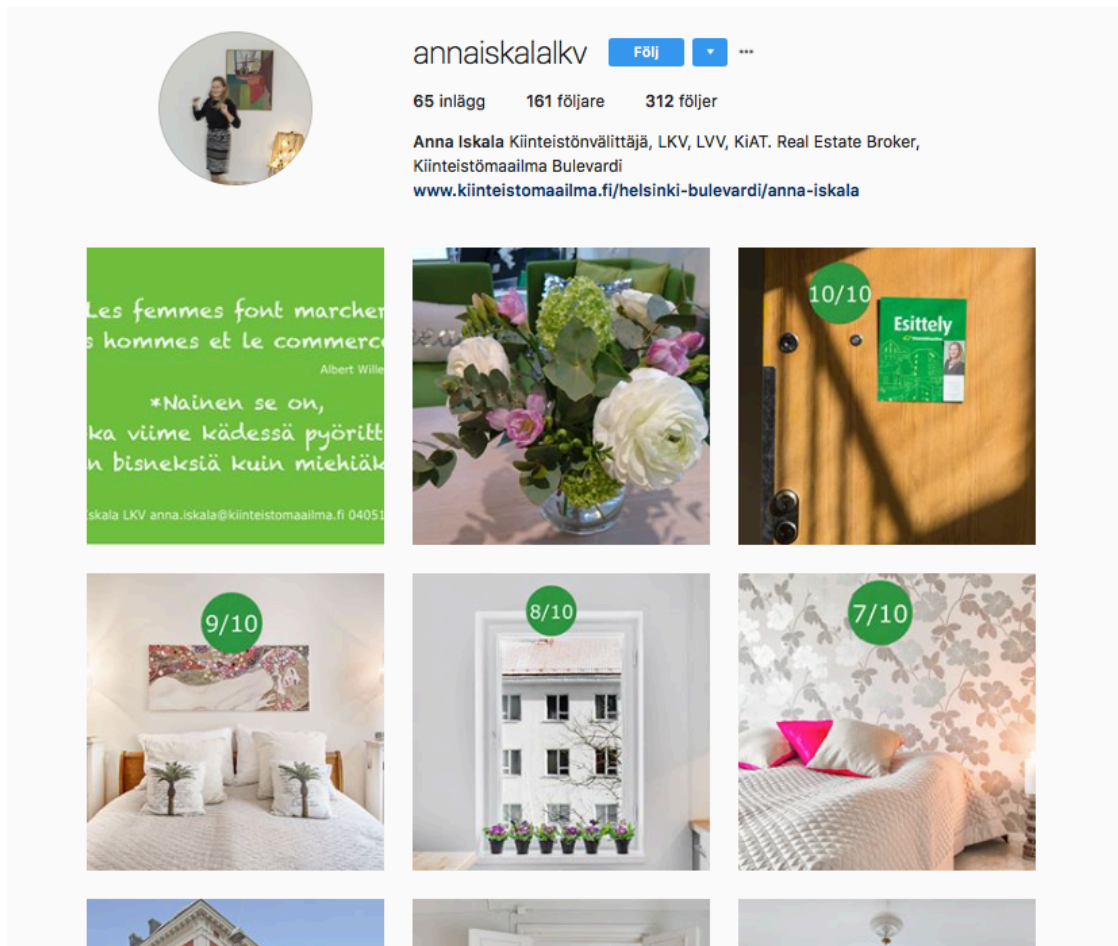 annaiskalalkv Följ
65 inlägg 161 följare 312 följer
Anna Iskala Kiinteistönvälittäjä, LKV, LVV, KiAT. Real Estate Broker,
Kiinteistömaailma Bulevardi
www.kiinteistomaailma.fi/helsinki-bulevardi/anna-iskala
Les femmes font marcher
s hommes et le commerc
Albert Wille
*Nainen se on,
ka viime kädessä pyöritt
n bisneksiä kuin miehiäk
skala LKV anna.iskala@kiinteistomaailma.fi 04051
10/10
Esittely
9/10
8/10
7/10